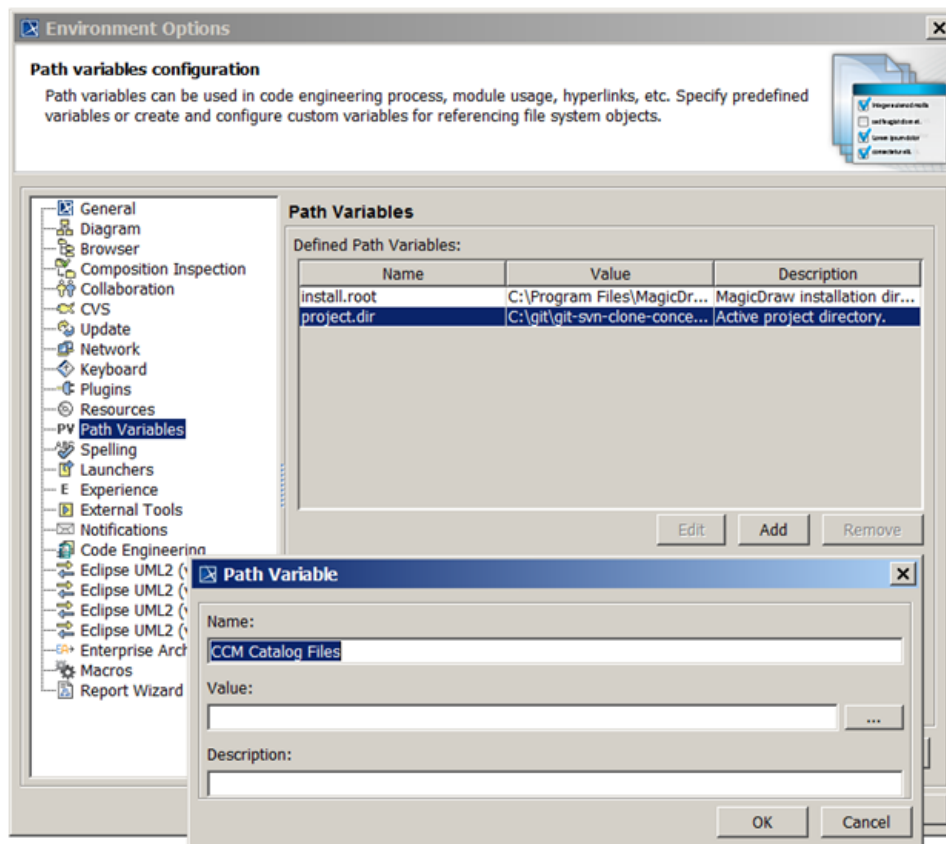 Environment Options
Path variables configuration
Path variables can be used in code engineering process, module usage, hyperlinks, etc. Specify predefined
variables or create and configure custom variables for referencing file system objects.
General
Diagram
Browser
Composition Inspection
Collaboration
CVS
Update
Network
Keyboard
Plugins
Resources
PV Path Variables
Spelling
Launchers
E Experience
External Tools
Notifications
Code Engineering
Eclipse UML2 (
Eclipse UML2 (
Eclipse UML2 (
Eclipse UML2 (
Enterprise Arch
Macros
Report Wizard
Path Variables
Defined Path Variables:
Name Value Description
install.root C:\Program Files\MagicDr... MagicDraw installation dir...
project.dir C:\git\git-svn-clone-conce... Active project directory.
Edit Add Remove
Path Variable
Name:
CCM Catalog Files
Value:
...
Description:
OK Cancel